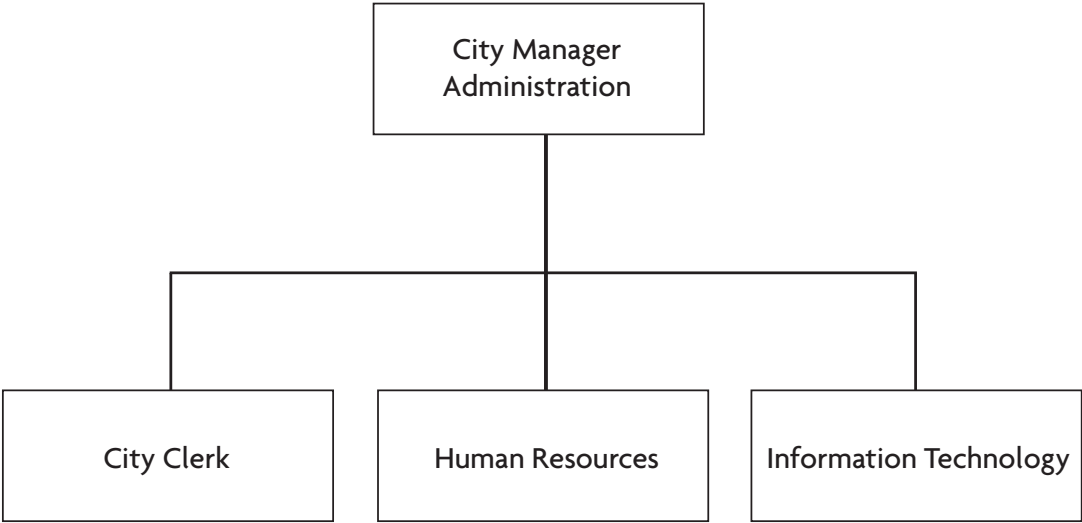 City Manager
Administration
City Clerk
Human Resources
Information Technology